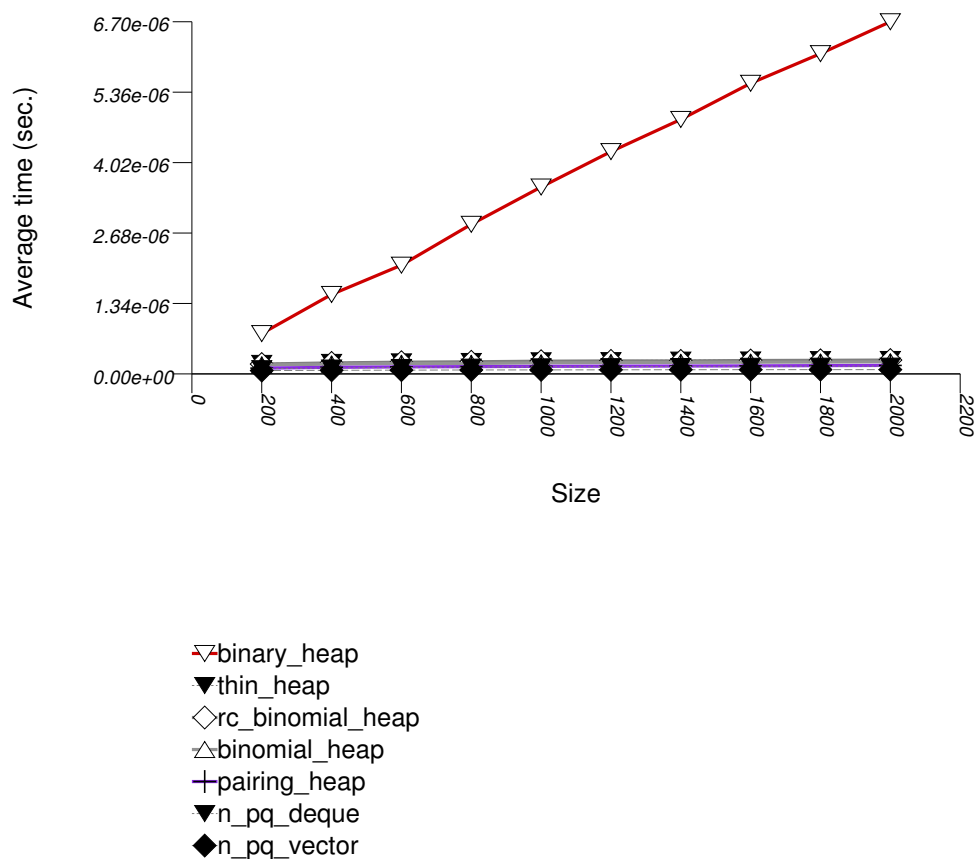 6.70e-06
5.36e-06
4.02e-06
2.68e-06
1.34e-06
0.00e+00
Average time (sec.)
0
200
400
600
800
1000
1200
1400
1600
1800
2000
2200
Size
binary_heap
thin_heap
rc_binomial_heap
binomial_heap
pairing_heap
n_pq_deque
n_pq_vector